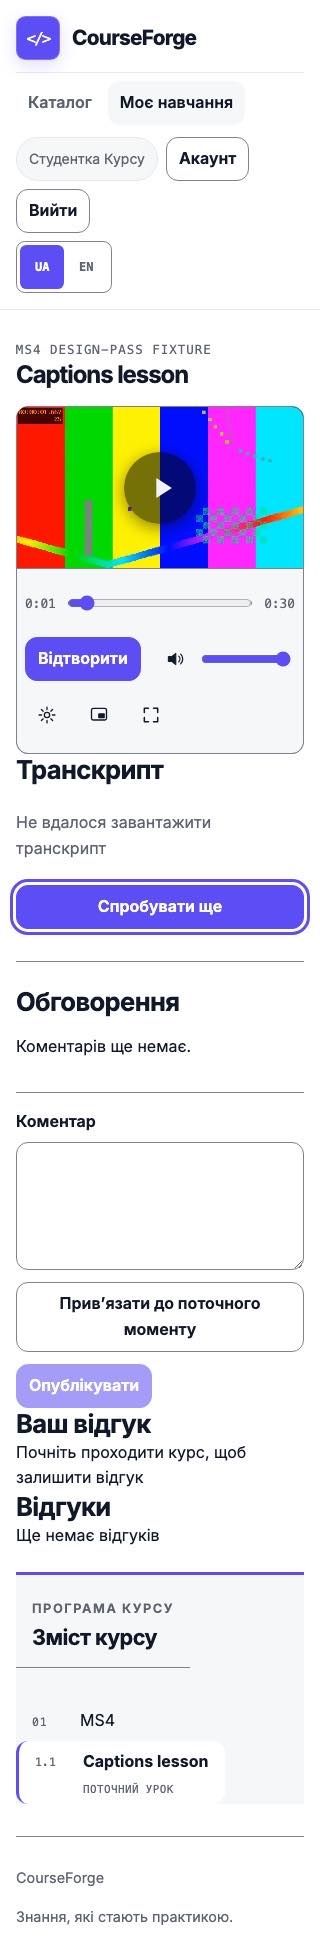 </> CourseForge
Каталог Моє навчання
Студентка Курсу Акаунт
Вийти
UA EN
MS4 DESIGN-PASS FIXTURE
Captions lesson
0:01 0:30
Відтворити
Транскрипт
Не вдалося завантажити
транскрипт
Спробувати ще
Обговорення
Коментарів ще немає.
Коментар
Прив’язати до поточного
моменту
Опублікувати
Ваш відгук
Почніть проходити курс, щоб
залишити відгук
Відгуки
Ще немає відгуків
ПРОГРАМА КУРСУ
Зміст курсу
01 MS4
1.1 Captions lesson
ПОТОЧНИЙ УРОК
CourseForge
Знання, які стають практикою.